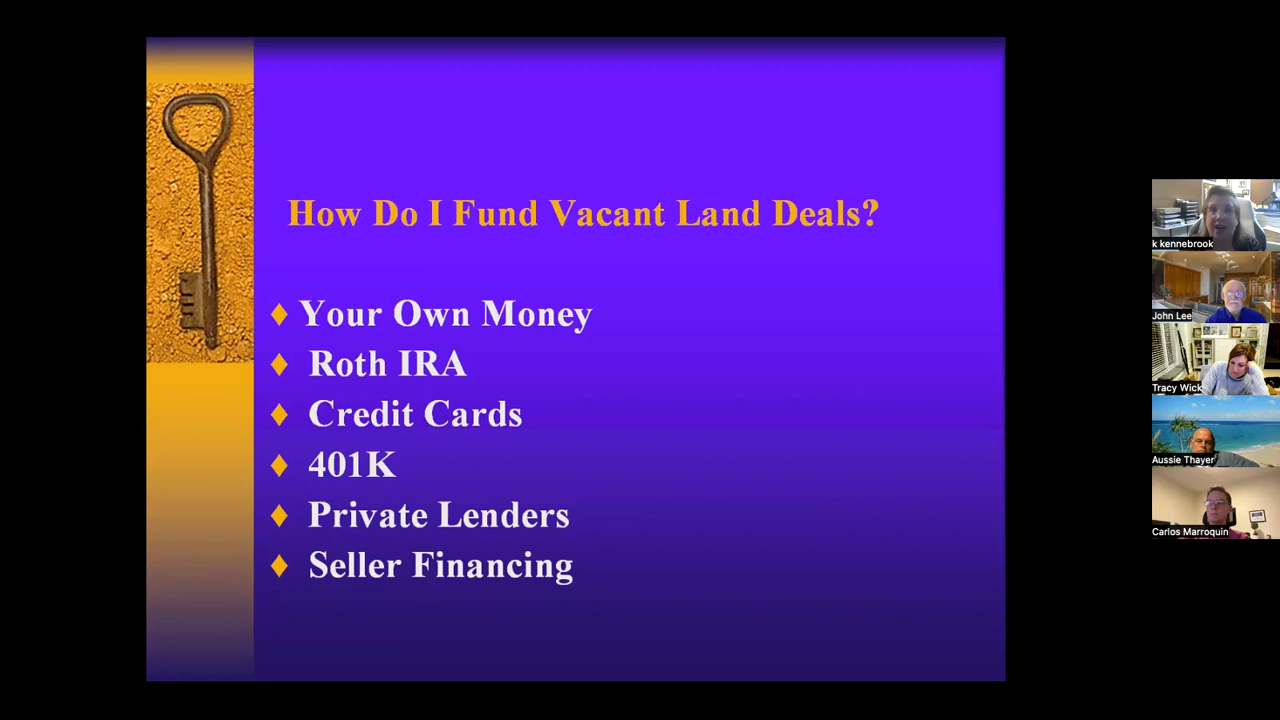 How Do I Fund Vacant Land Deals?
Your Own Money
Roth IRA
Credit Cards
401K
Private Lenders
Seller Financing
k kennebrook
John Lee
Tracy Wick
Aussie Thayer
Carlos Marroquin